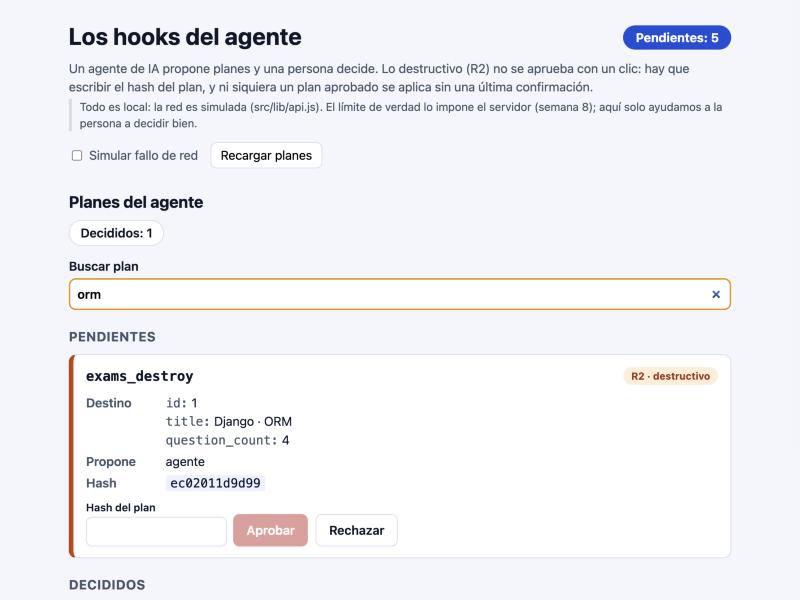 Los hooks del agente
Pendientes: 5
Un agente de IA propone planes y una persona decide. Lo destructivo (R2) no se aprueba con un clic: hay que
escribir el hash del plan, y ni siquiera un plan aprobado se aplica sin una última confirmación.
Todo es local: la red es simulada (src/lib/api.js). El límite de verdad lo impone el servidor (semana 8); aquí solo ayudamos a la
persona a decidir bien.
Simular fallo de red
Recargar planes
Planes del agente
Decididos: 1
Buscar plan
orm
PENDIENTES
exams_destroy
R2 · destructivo
Destino
id: 1
title: Django · ORM
question_count: 4
Propone
agente
Hash
ec02011d9d99
Hash del plan
Aprobar
Rechazar
DECIDIDOS